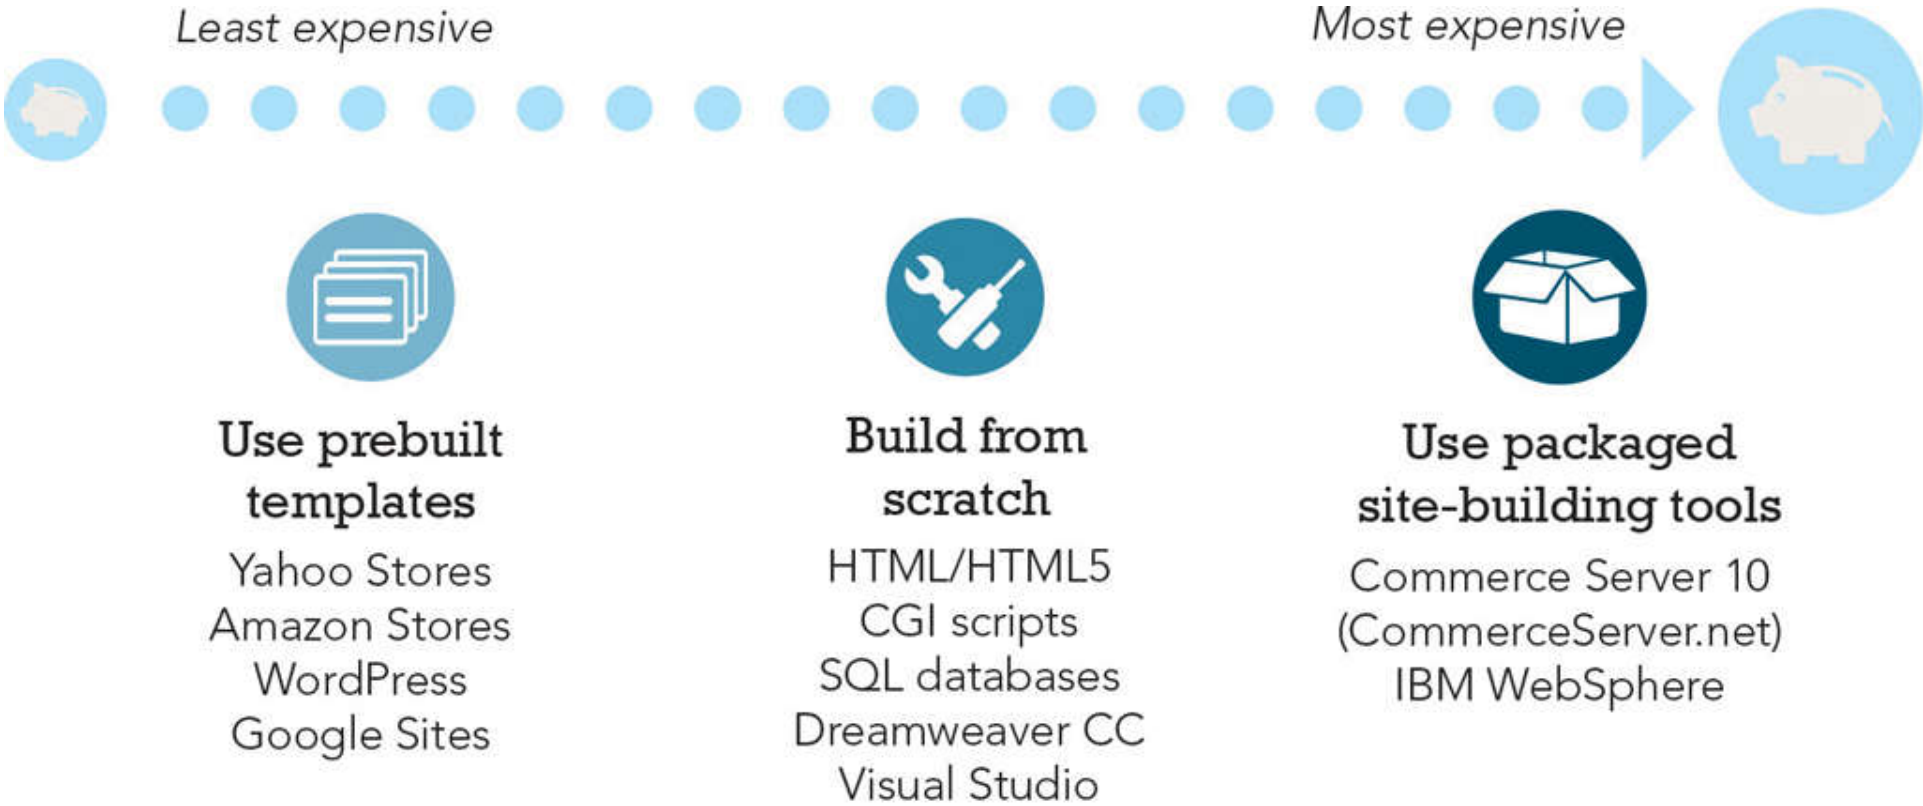 Least expensive
Most expensive
Use prebuilt
templates
Yahoo Stores
Amazon Stores
WordPress
Google Sites
Build from
scratch
HTML/HTML5
CGI scripts
SQL databases
Dreamweaver CC
Visual Studio
Use packaged
site-building tools
Commerce Server 10
(CommerceServer.net)
IBM WebSphere